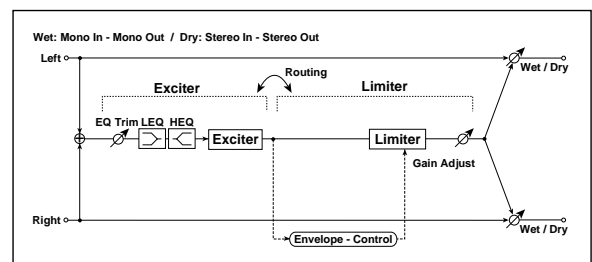 Wet: Mono In - Mono Out / Dry: Stereo In - Stereo Out
Left
Wet / Dry
Routing
Exciter
Limiter
EQ Trim LEQ HEQ
Exciter
Limiter
Gain Adjust
Right
Wet / Dry
Envelope - Control